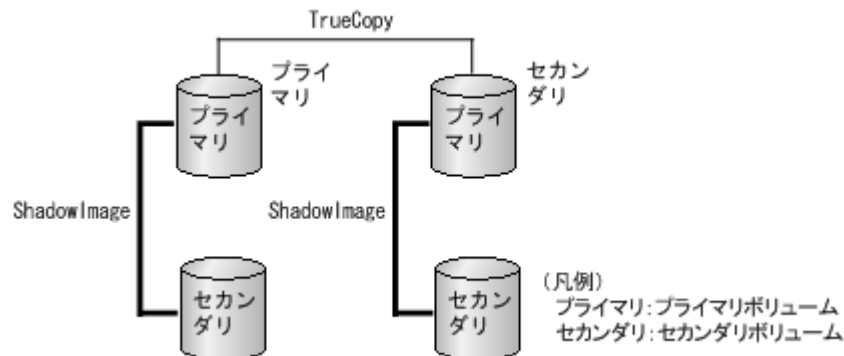 TrueCopy
プライ
マリ
セカン
ダリ
プライ
マリ
プライ
マリ
ShadowImage
ShadowImage
セカン
ダリ
セカン
ダリ
(凡例)
プライマリ:プライマリボリューム
セカンダリ:セカンダリボリューム